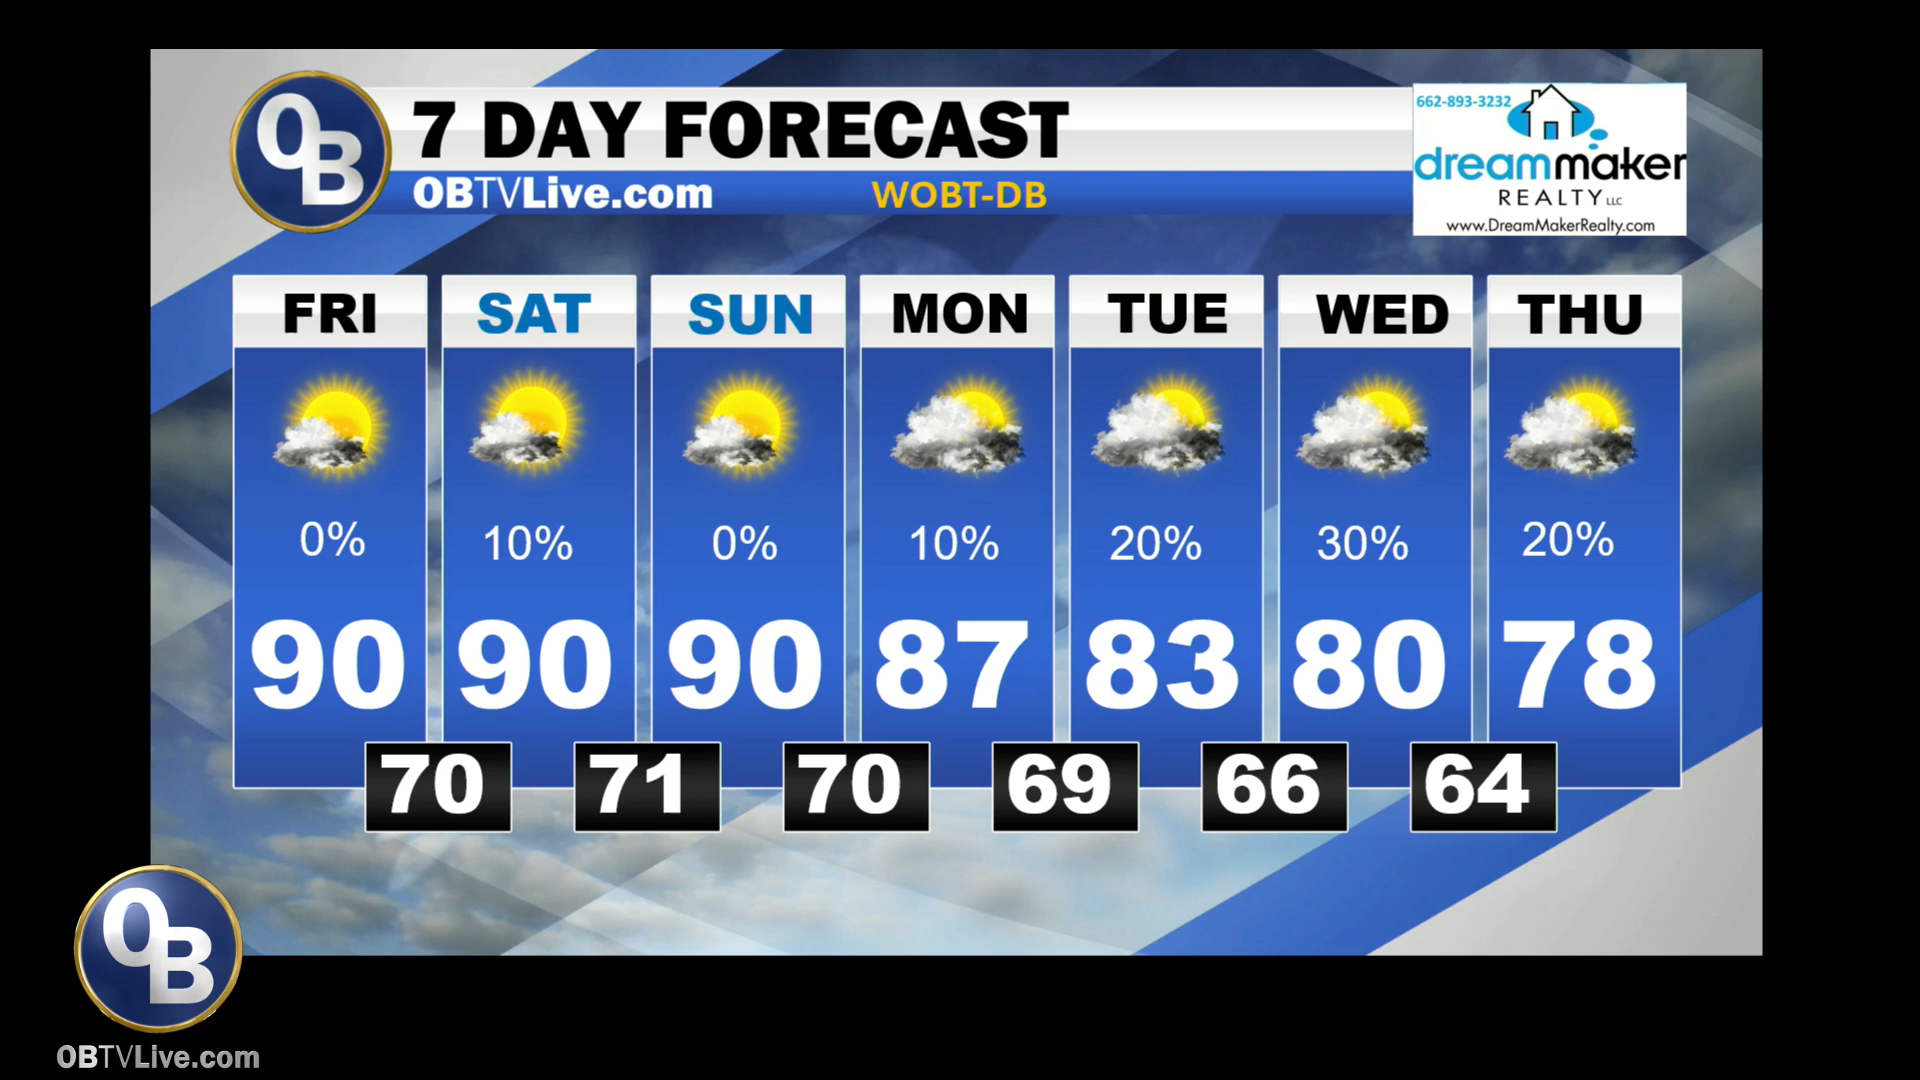 OB
7 DAY FORECAST
OBTVLive.com
WOBT-DB
662-893-3232
dreammaker
REALTY LLC
www.DreamMakerRealty.com
FRI SAT SUN MON TUE WED THU
0% 10% 0% 10% 20% 30% 20%
90 90 90 87 83 80 78
70 71 70 69 66 64
OB
OBTVLive.com